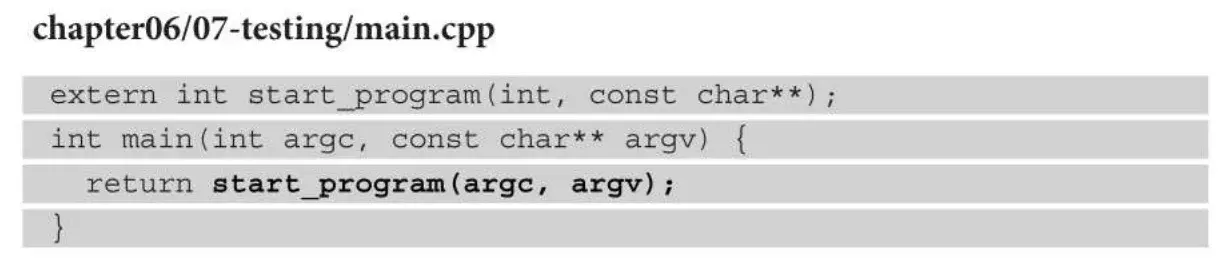 chapter06/07-testing/main.cpp
extern int start_program(int, const char**);
int main(int argc, const char** argv) {
  return start_program(argc, argv);
}